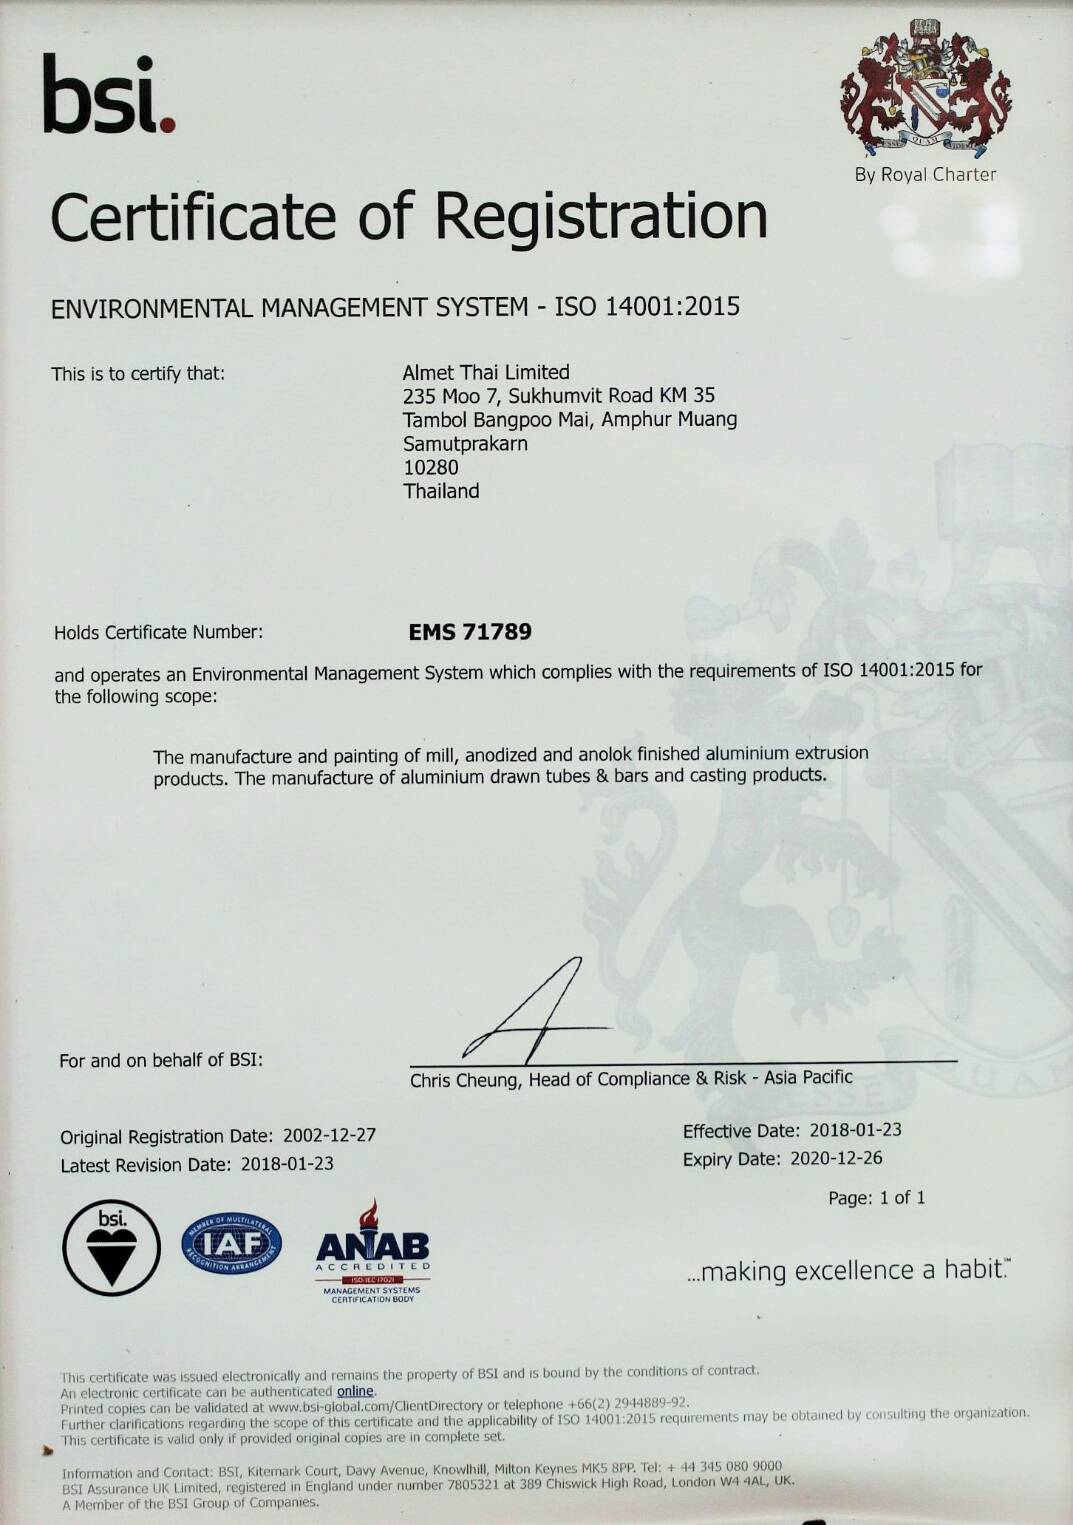 bsi.
By Royal Charter
Certificate of Registration
ENVIRONMENTAL MANAGEMENT SYSTEM - ISO 14001:2015
This is to certify that:
Almet Thai Limited
235 Moo 7, Sukhumvit Road KM 35
Tambol Bangpoo Mai, Amphur Muang
Samutprakarn
10280
Thailand
Holds Certificate Number:
EMS 71789
and operates an Environmental Management System which complies with the requirements of ISO 14001:2015 for
the following scope:
The manufacture and painting of mill, anodized and anolok finished aluminium extrusion
products. The manufacture of aluminium drawn tubes & bars and casting products.
For and on behalf of BSI:
Chris Cheung, Head of Compliance & Risk - Asia Pacific
Original Registration Date: 2002-12-27
Effective Date: 2018-01-23
Latest Revision Date: 2018-01-23
Expiry Date: 2020-12-26
Page: 1 of 1
bsi.
MEMBER OF MULTILATERAL
IAF
RECOGNITION ARRANGEMENT
ANAB
ACCREDITED
ISO/IEC 17021
MANAGEMENT SYSTEMS
CERTIFICATION BODY
...making excellence a habit.™
This certificate was issued electronically and remains the property of BSI and is bound by the conditions of contract.
An electronic certificate can be authenticated online.
Printed copies can be validated at www.bsi-global.com/ClientDirectory or telephone +66(2) 2944889-92.
Further clarifications regarding the scope of this certificate and the applicability of ISO 14001:2015 requirements may be obtained by consulting the organization.
This certificate is valid only if provided original copies are in complete set.
Information and Contact: BSI, Kitemark Court, Davy Avenue, Knowlhill, Milton Keynes MK5 8PP. Tel: + 44 345 080 9000
BSI Assurance UK Limited, registered in England under number 7805321 at 389 Chiswick High Road, London W4 4AL, UK.
A Member of the BSI Group of Companies.